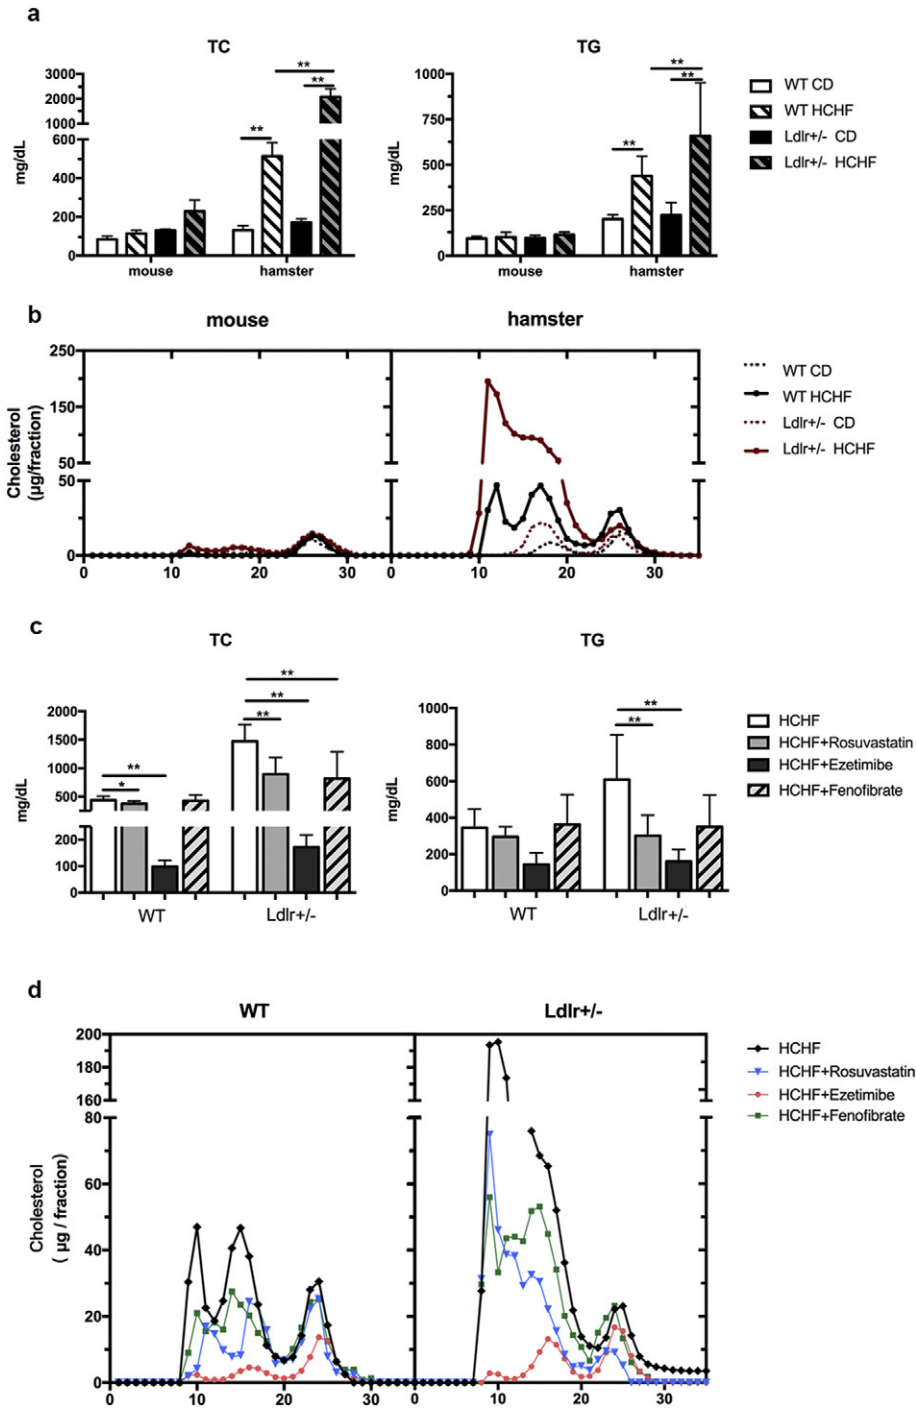 a
TC
TG
3000
2000
1000
600
400
200
0
mg/dL
**
**
**
mouse
hamster
1000
750
500
250
0
mg/dL
**
**
**
mouse
hamster
WT CD
WT HCHF
Ldlr+/- CD
Ldlr+/- HCHF
b
mouse
hamster
250
150
50
50
0
Cholesterol
(μg/fraction)
0 10 20 30
0 10 20 30
WT CD
WT HCHF
Ldlr+/- CD
Ldlr+/- HCHF
c
TC
TG
2000
1500
1000
500
200
100
0
mg/dL
**
*
**
**
**
WT
Ldlr+/-
1000
800
600
400
200
0
mg/dL
**
**
WT
Ldlr+/-
HCHF
HCHF+Rosuvastatin
HCHF+Ezetimibe
HCHF+Fenofibrate
d
WT
Ldlr+/-
200
180
160
80
60
40
20
0
Cholesterol
( μg / fraction)
0 10 20 30
0 10 20 30
HCHF
HCHF+Rosuvastatin
HCHF+Ezetimibe
HCHF+Fenofibrate